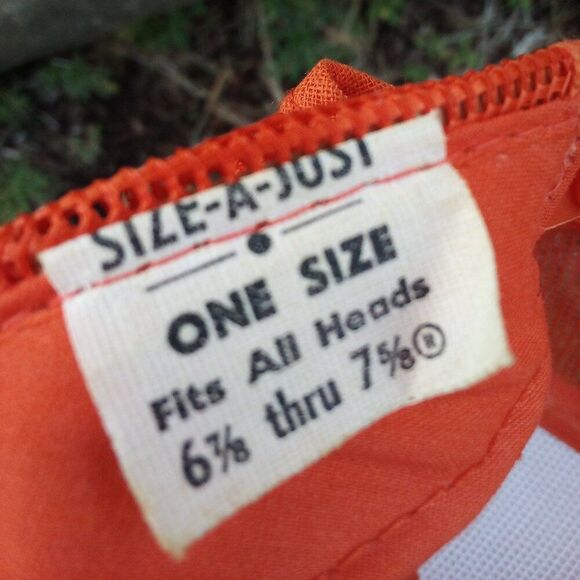 SIZE-A-JUST
ONE SIZE
Fits All Heads
6⅞ thru 7⅝®